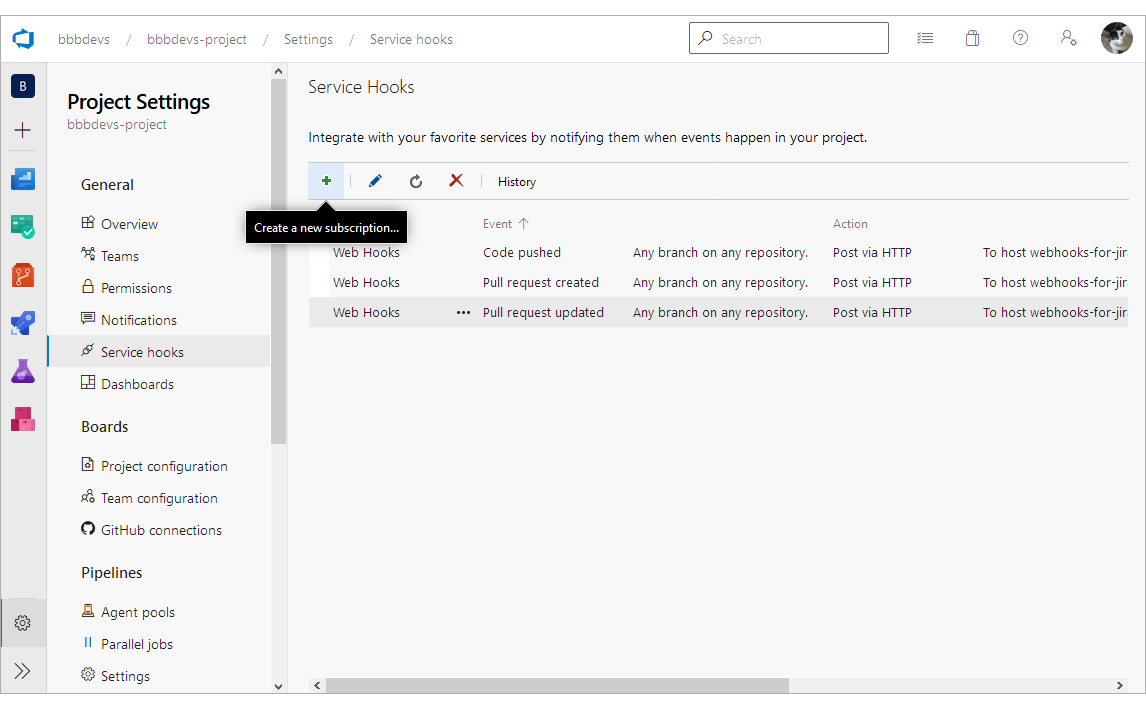 bbbdevs / bbbdevs-project / Settings / Service hooks
Search
B
Project Settings
bbbdevs-project
General
Overview
Teams
Permissions
Notifications
Service hooks
Dashboards
Boards
Project configuration
Team configuration
GitHub connections
Pipelines
Agent pools
Parallel jobs
Settings
Service Hooks
Integrate with your favorite services by notifying them when events happen in your project.
History
Create a new subscription...
Event Action
Web Hooks Code pushed Any branch on any repository. Post via HTTP To host webhooks-for-jir
Web Hooks Pull request created Any branch on any repository. Post via HTTP To host webhooks-for-jir
Web Hooks ••• Pull request updated Any branch on any repository. Post via HTTP To host webhooks-for-jir